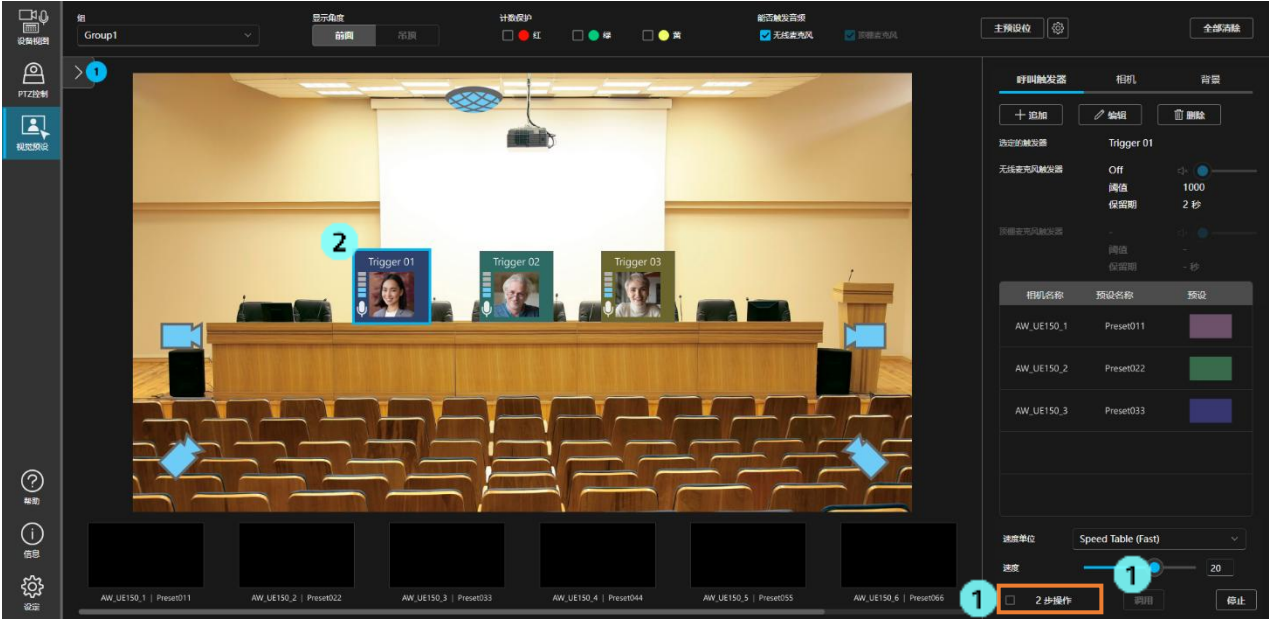 设备视图
PTZ控制
视觉预设
帮助
信息
设定
组
Group1
显示角度
前面
吊顶
计数保护
红
绿
黄
能否触发音频
无线麦克风
顶棚麦克风
主预设位
全部清除
1
2
Trigger 01
Trigger 02
Trigger 03
AW_UE150_1 | Preset011
AW_UE150_2 | Preset022
AW_UE150_3 | Preset033
AW_UE150_4 | Preset044
AW_UE150_5 | Preset055
AW_UE150_6 | Preset066
呼叫触发器 相机 背景
追加 编辑 删除
选定的触发器 Trigger 01
无线麦克风触发器 Off
阈值 1000
保留期 2 秒
顶棚麦克风触发器 -
阈值 -
保留期 - 秒
相机名称 预设名称 预设
AW_UE150_1 Preset011
AW_UE150_2 Preset022
AW_UE150_3 Preset033
速度单位 Speed Table (Fast)
速度 20
1
1 2 步操作 调用 停止